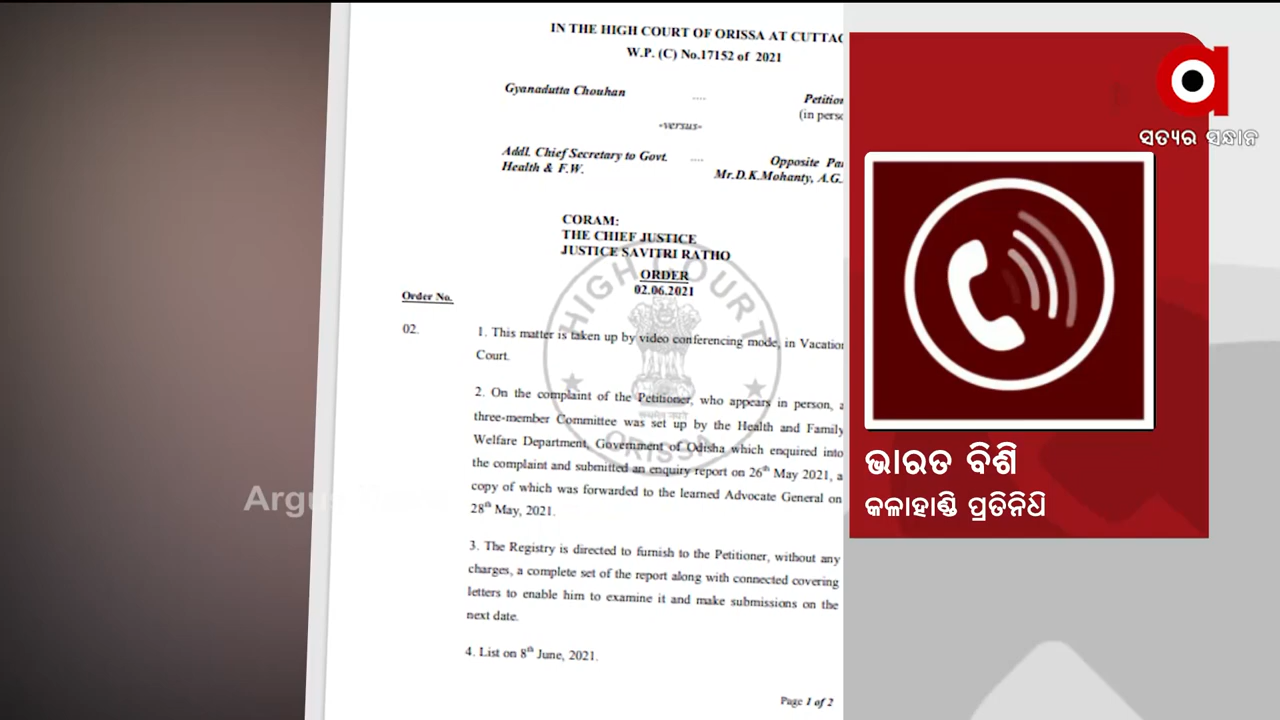 IN THE HIGH COURT OF ORISSA AT CUTTAC
W.P. (C) No.17152 of 2021
Gyanadutta Chouhan .... Petition
(in perso
-versus-
Addl. Chief Secretary to Govt. .... Opposite Par
Health & F.W. Mr.D.K.Mohanty, A.G.
CORAM:
THE CHIEF JUSTICE
JUSTICE SAVITRI RATHO
ORDER
02.06.2021
Order No.
02. 1. This matter is taken up by video conferencing mode, in Vacation
Court.
2. On the complaint of the Petitioner, who appears in person, a
three-member Committee was set up by the Health and Family
Welfare Department, Government of Odisha which enquired into
the complaint and submitted an enquiry report on 26th May 2021, a
copy of which was forwarded to the learned Advocate General on
28th May, 2021.
3. The Registry is directed to furnish to the Petitioner, without any
charges, a complete set of the report along with connected covering
letters to enable him to examine it and make submissions on the
next date.
4. List on 8th June, 2021.
Page 1 of 2
HIGH COURT
ORISSA
Argus
ସତ୍ୟର ସନ୍ଧାନ
ଭାରତ ବିଶି
କଳାହାଣ୍ଡି ପ୍ରତିନିଧି